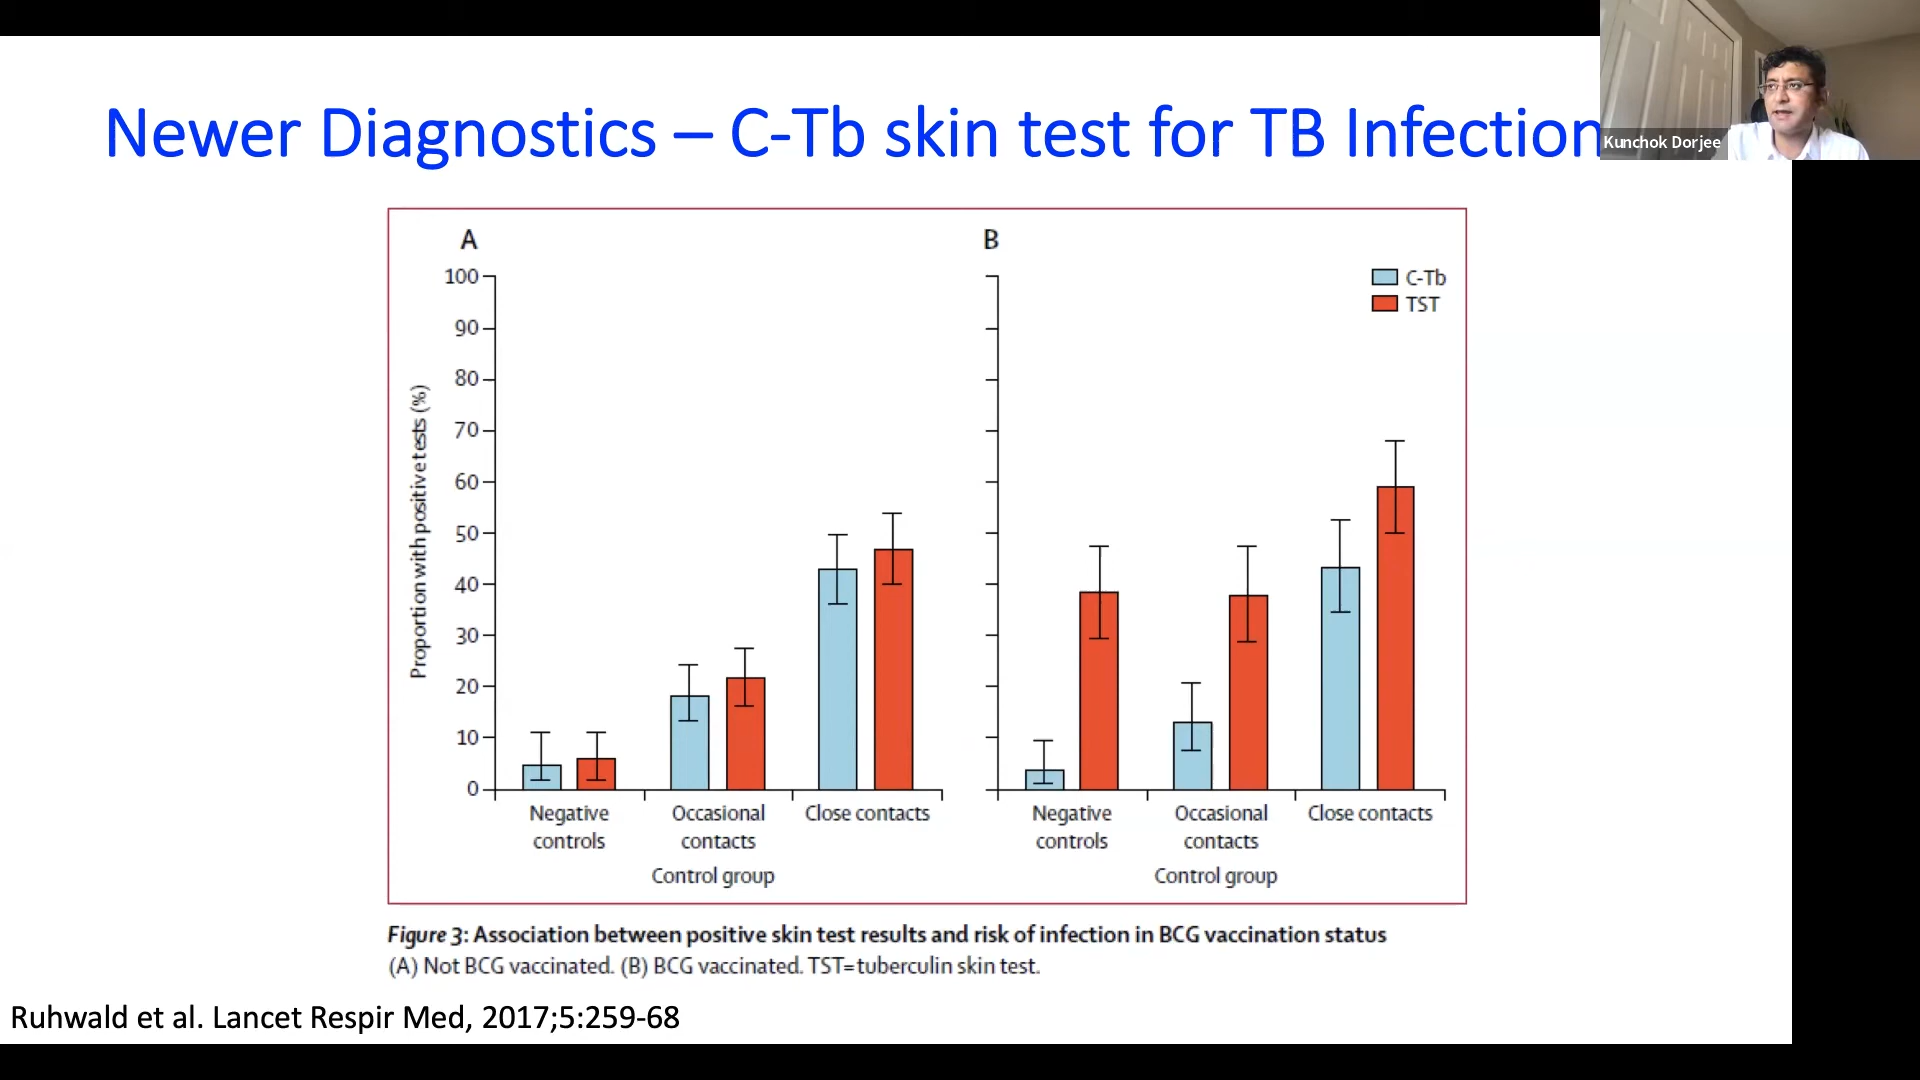 Newer Diagnostics – C-Tb skin test for TB Infection
Kunchok Dorjee
A
B
C-Tb
TST
Proportion with positive tests (%)
100
90
80
70
60
50
40
30
20
10
0
Negative controls
Occasional contacts
Close contacts
Control group
Negative controls
Occasional contacts
Close contacts
Control group
Figure 3: Association between positive skin test results and risk of infection in BCG vaccination status
(A) Not BCG vaccinated. (B) BCG vaccinated. TST=tuberculin skin test.
Ruhwald et al. Lancet Respir Med, 2017;5:259-68